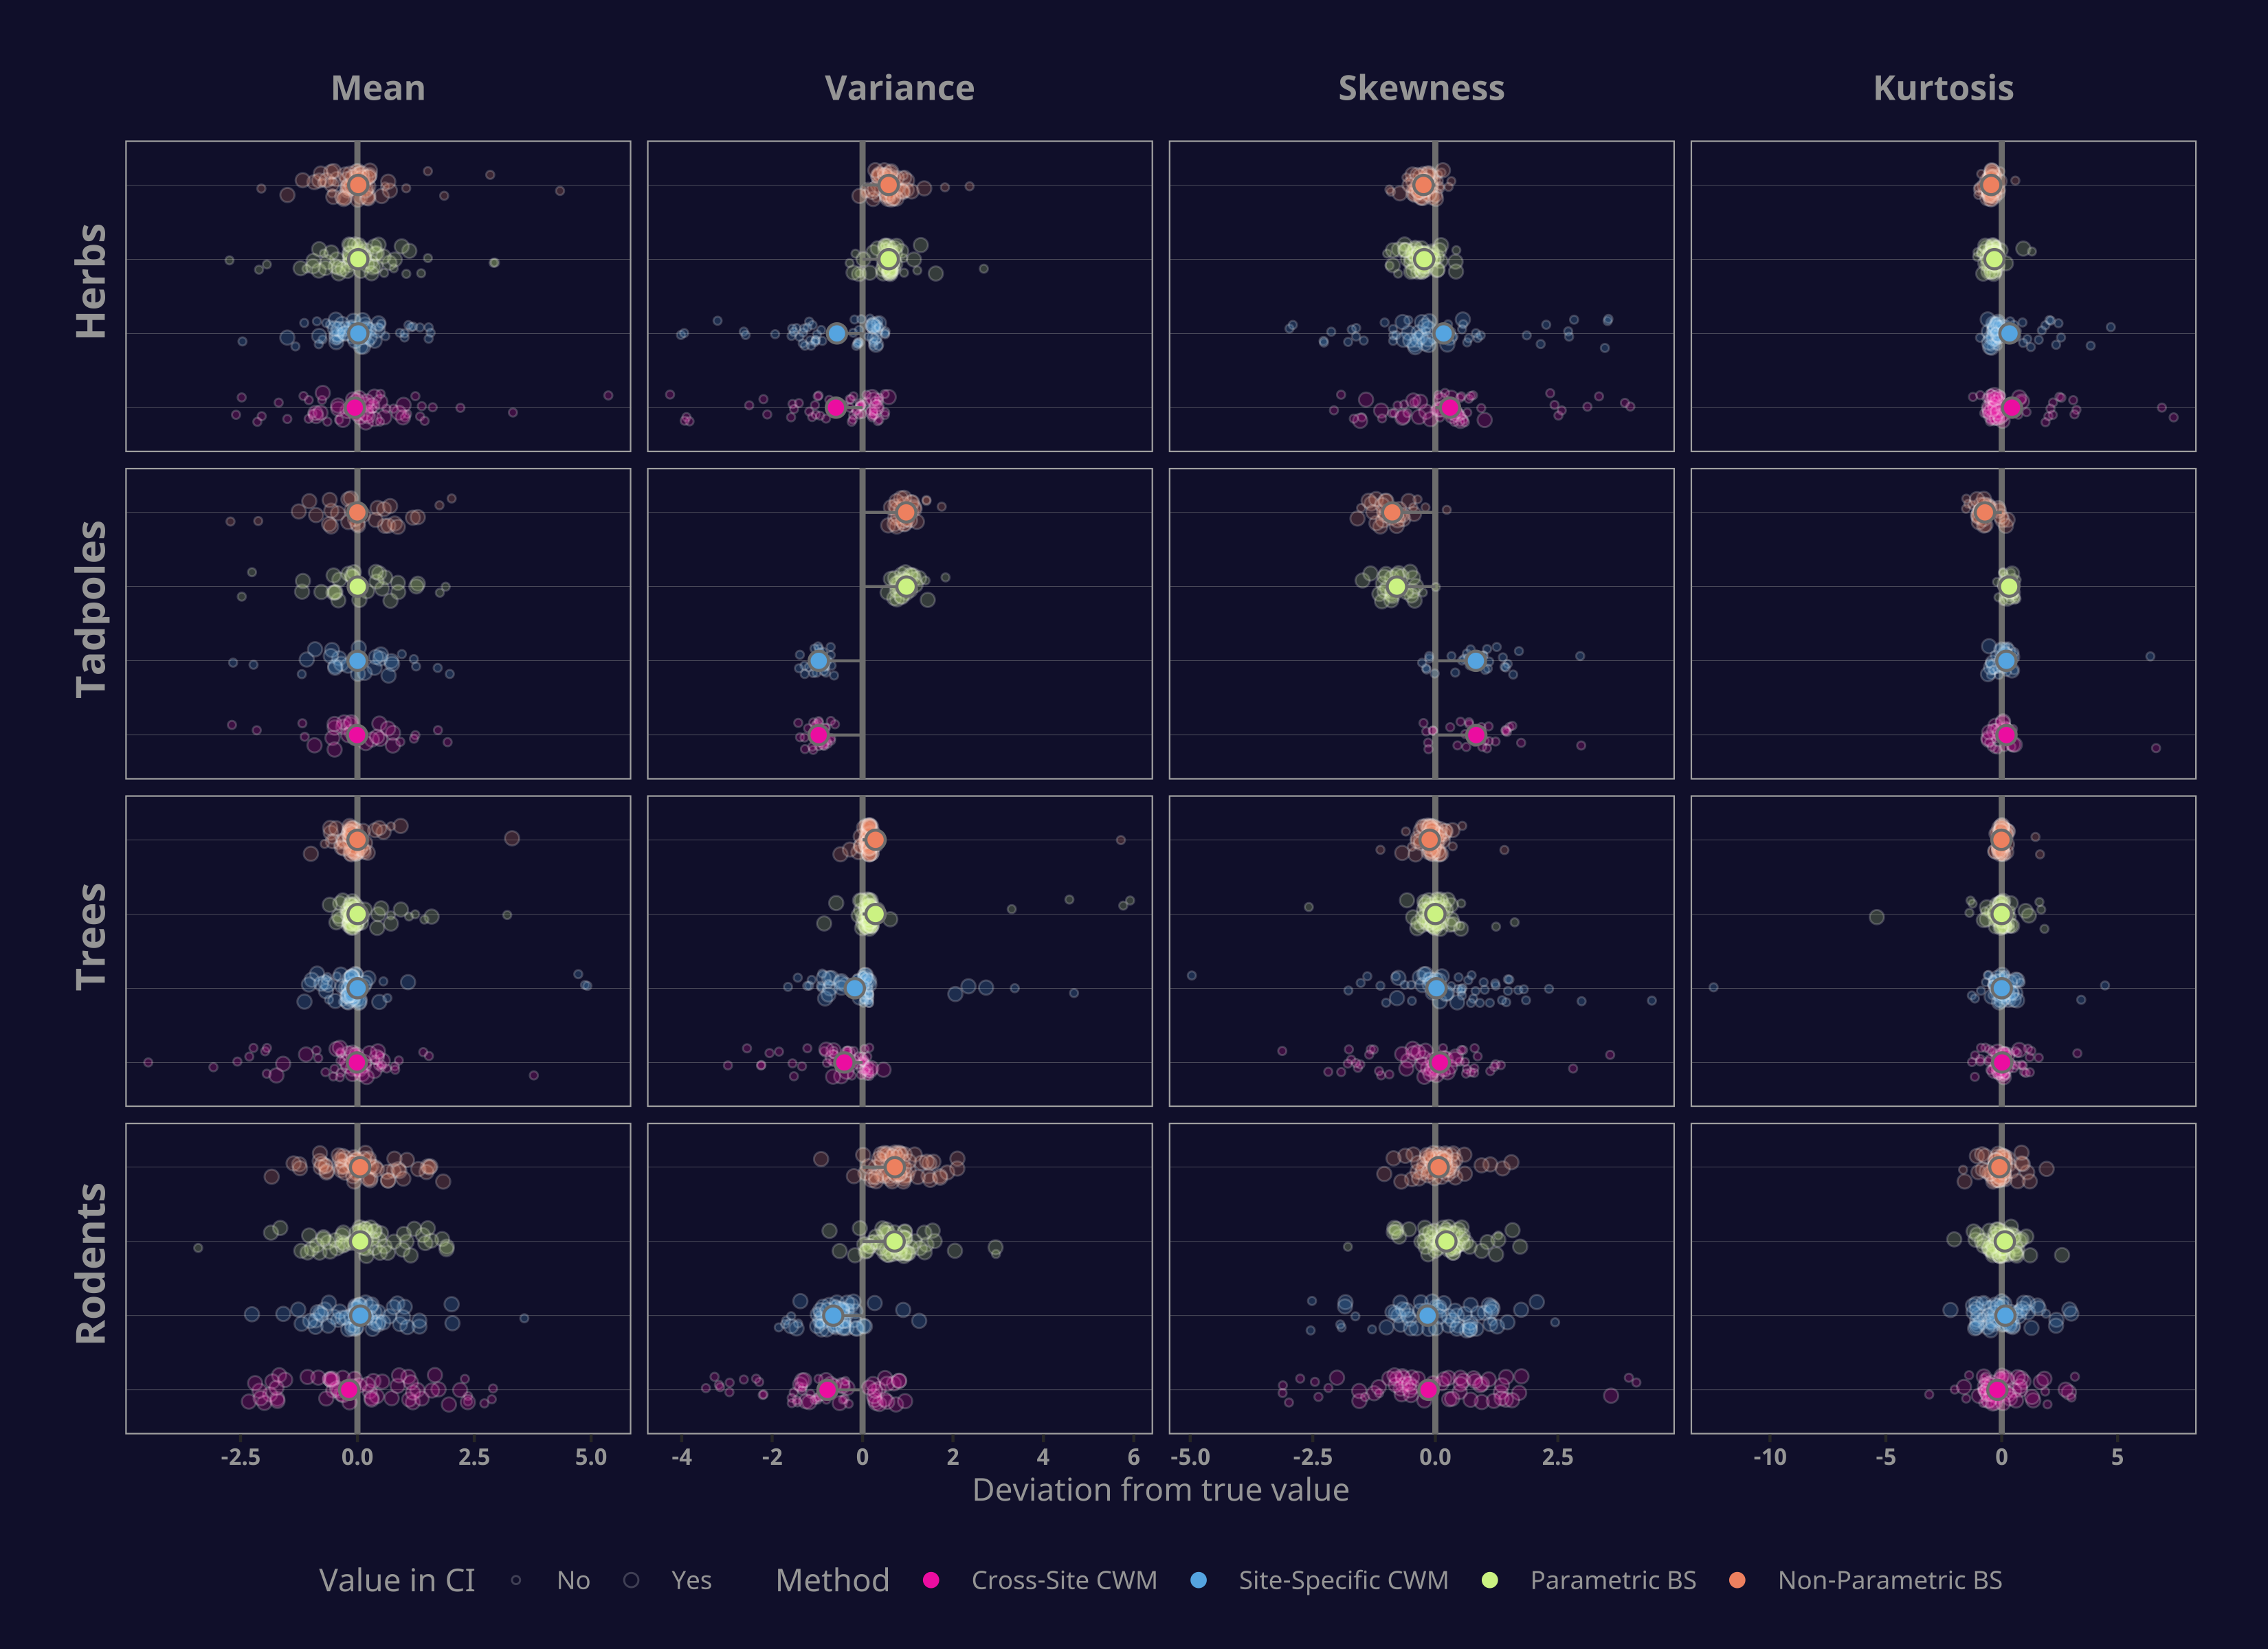 Mean Variance Skewness Kurtosis
Herbs
Tadpoles
Trees
Rodents
-2.5 0.0 2.5 5.0 -4 -2 0 2 4 6 -5.0 -2.5 0.0 2.5 -10 -5 0 5
Deviation from true value
Value in CI No Yes Method Cross-Site CWM Site-Specific CWM Parametric BS Non-Parametric BS